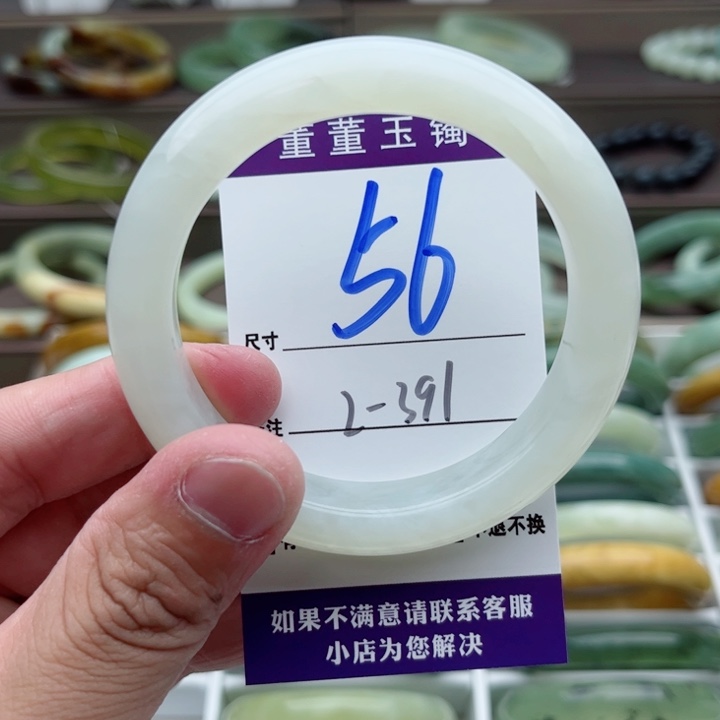 董董玉镯
56
尺寸
2-391
注
退不换
如果不满意请联系客服
小店为您解决